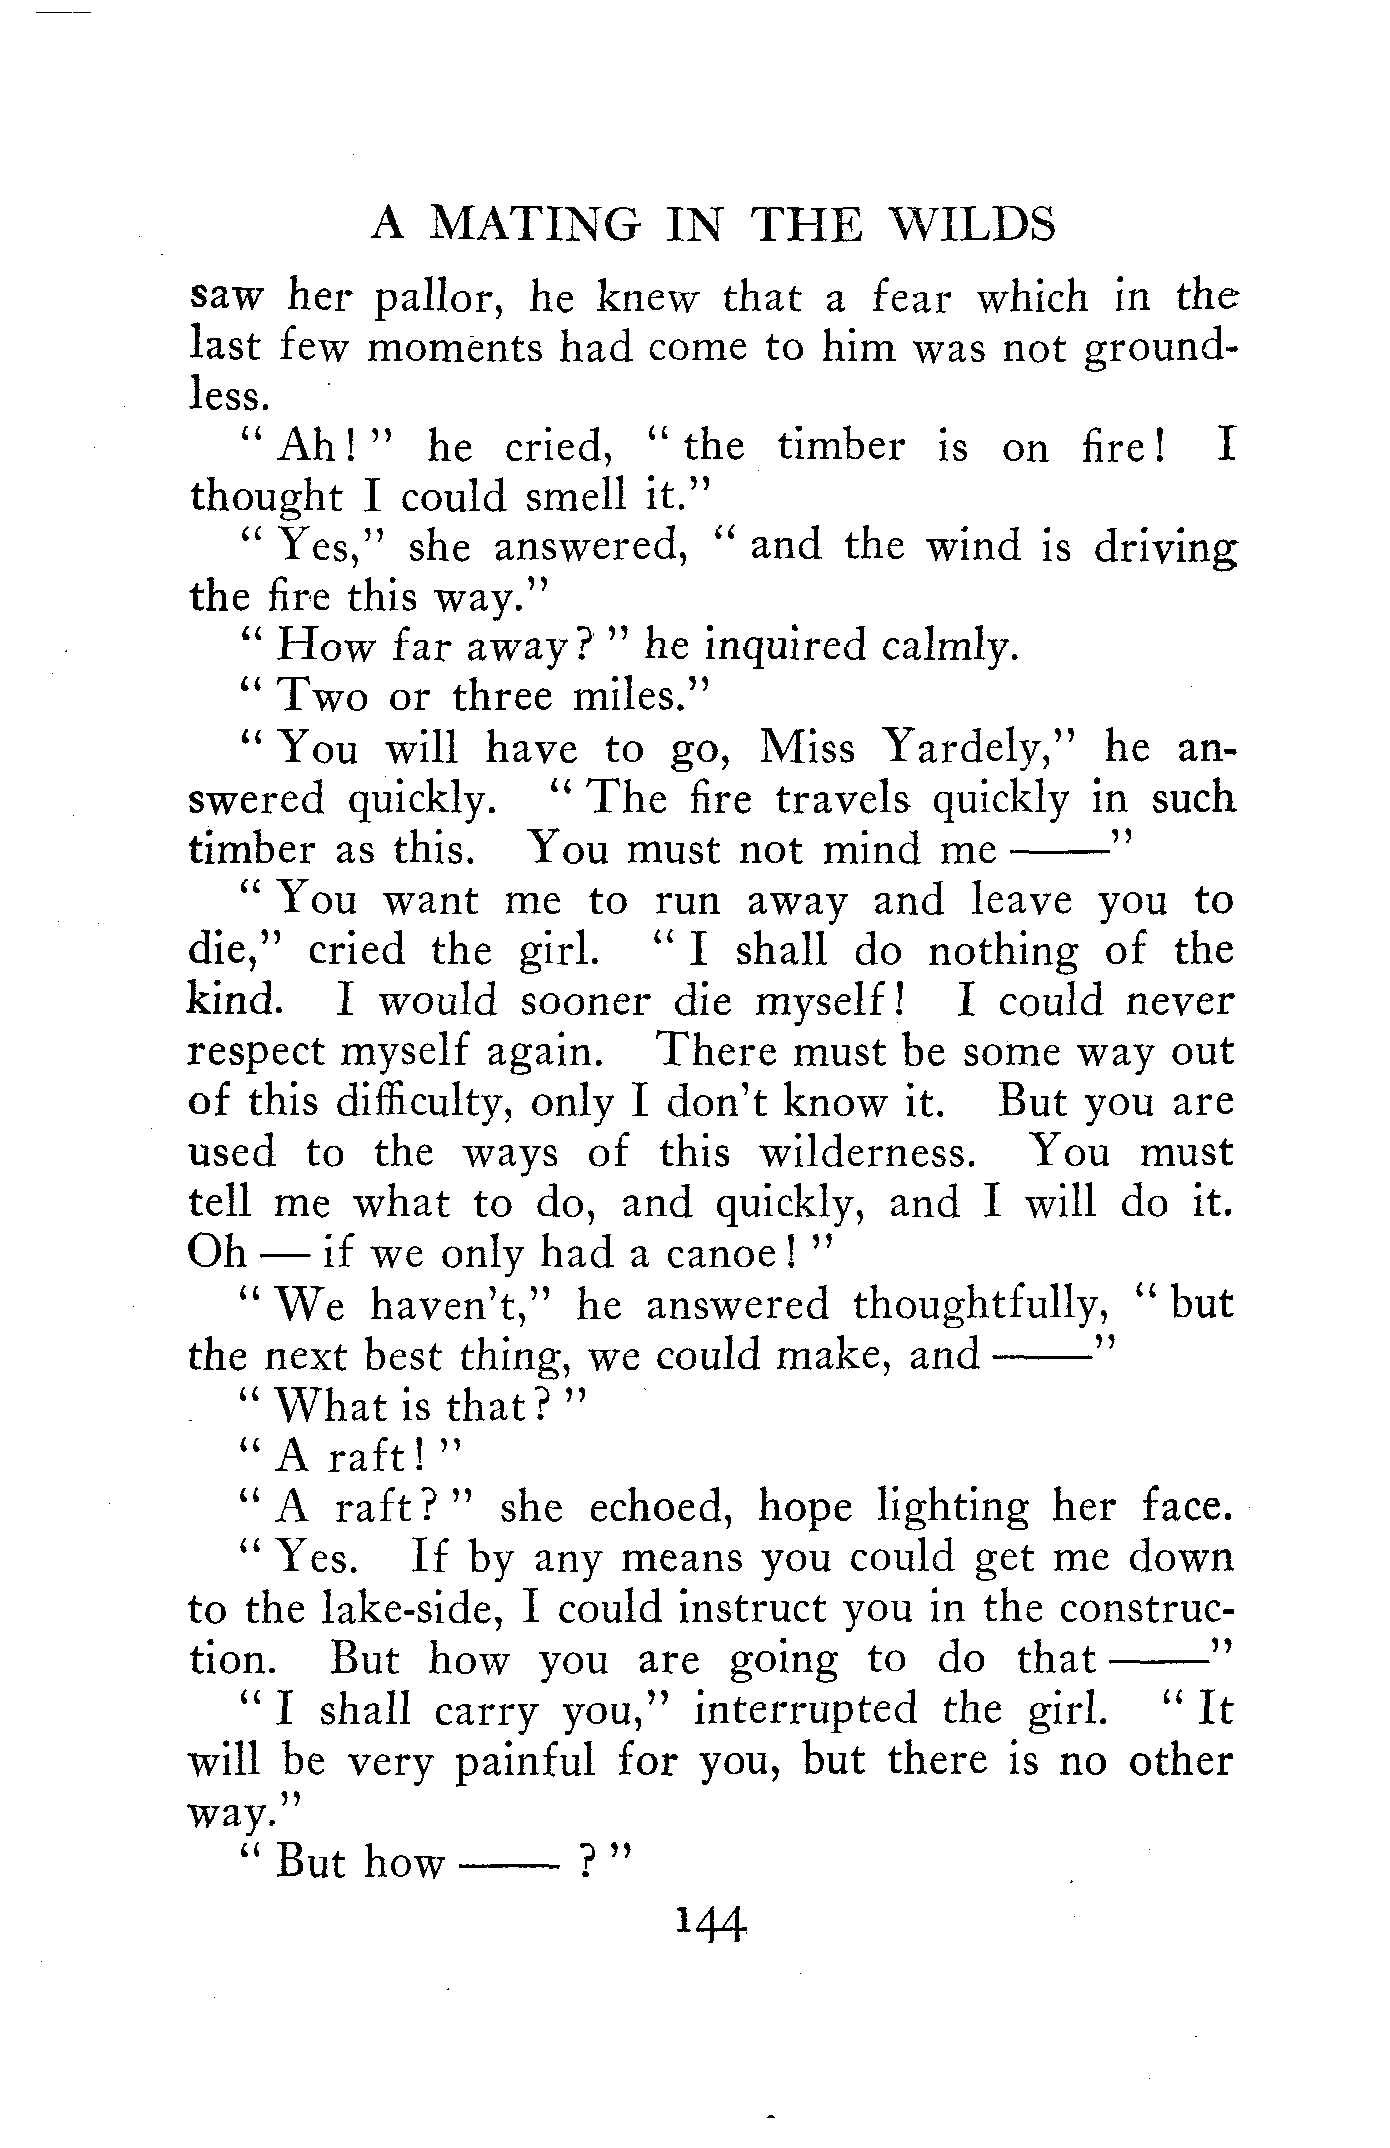 A MATING IN THE WILDS
saw her pallor, he knew that a fear which in the
last few moments had come to him was not ground-
less.
" Ah! " he cried, " the timber is on fire! I
thought I could smell it."
" Yes," she answered, " and the wind is driving
the fire this way."
" How far away? " he inquired calmly.
" Two or three miles."
" You will have to go, Miss Yardely," he an-
swered quickly. " The fire travels quickly in such
timber as this. You must not mind me ——"
" You want me to run away and leave you to
die," cried the girl. " I shall do nothing of the
kind. I would sooner die myself! I could never
respect myself again. There must be some way out
of this difficulty, only I don't know it. But you are
used to the ways of this wilderness. You must
tell me what to do, and quickly, and I will do it.
Oh — if we only had a canoe! "
" We haven't," he answered thoughtfully, " but
the next best thing, we could make, and ——"
" What is that? "
" A raft! "
" A raft? " she echoed, hope lighting her face.
" Yes. If by any means you could get me down
to the lake-side, I could instruct you in the construc-
tion. But how you are going to do that ——"
" I shall carry you," interrupted the girl. " It
will be very painful for you, but there is no other
way."
" But how —— ? "
144